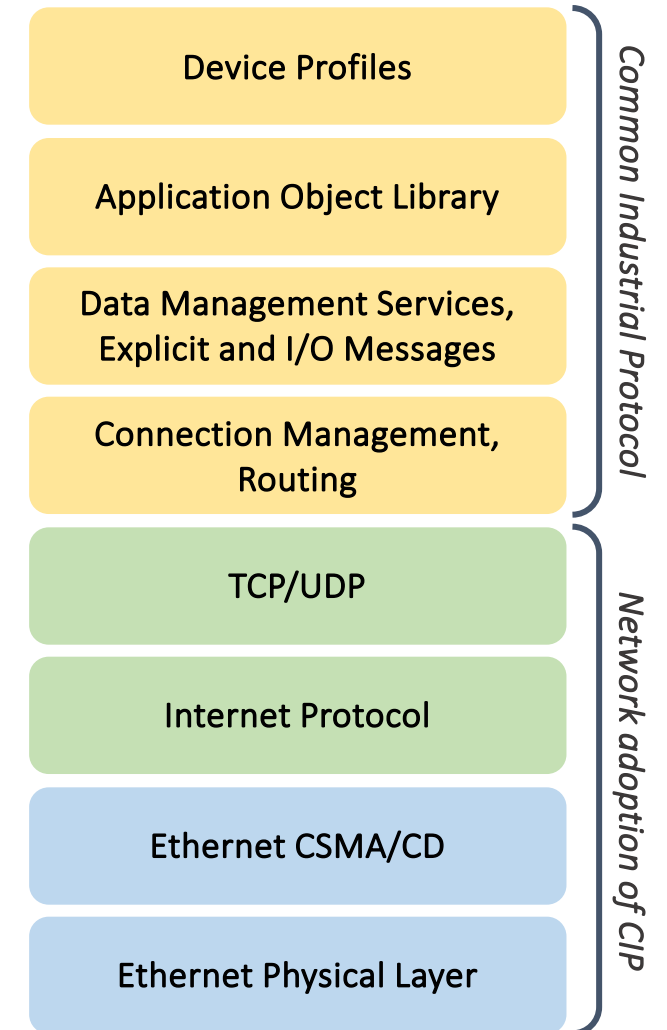 Device Profiles
Application Object Library
Data Management Services,
Explicit and I/O Messages
Connection Management,
Routing
Common Industrial Protocol
TCP/UDP
Internet Protocol
Ethernet CSMA/CD
Ethernet Physical Layer
Network adoption of CIP